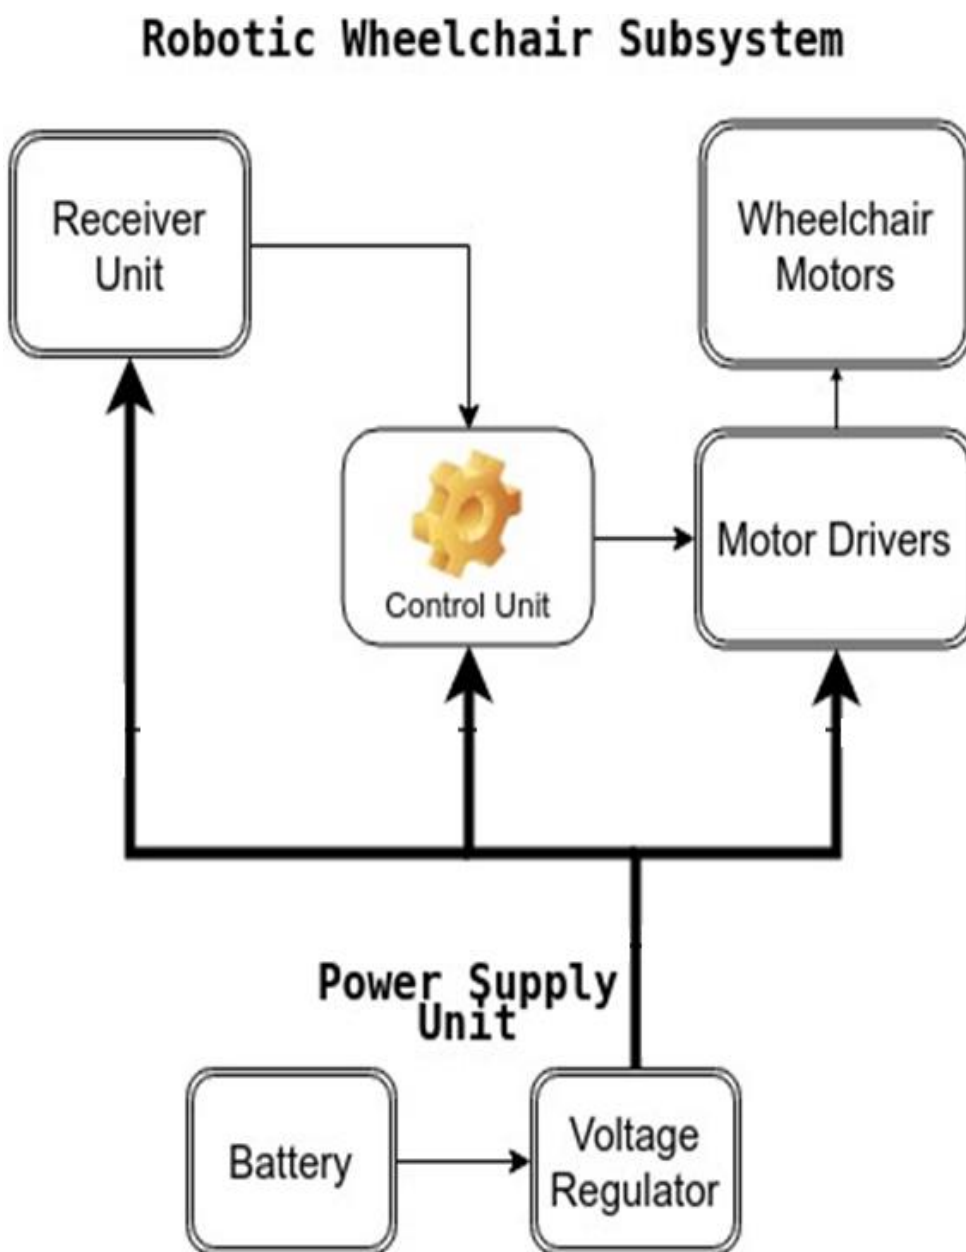 Robotic Wheelchair Subsystem
Receiver
Unit
Wheelchair
Motors
Control Unit
Motor Drivers
Power Supply
Unit
Battery
Voltage
Regulator